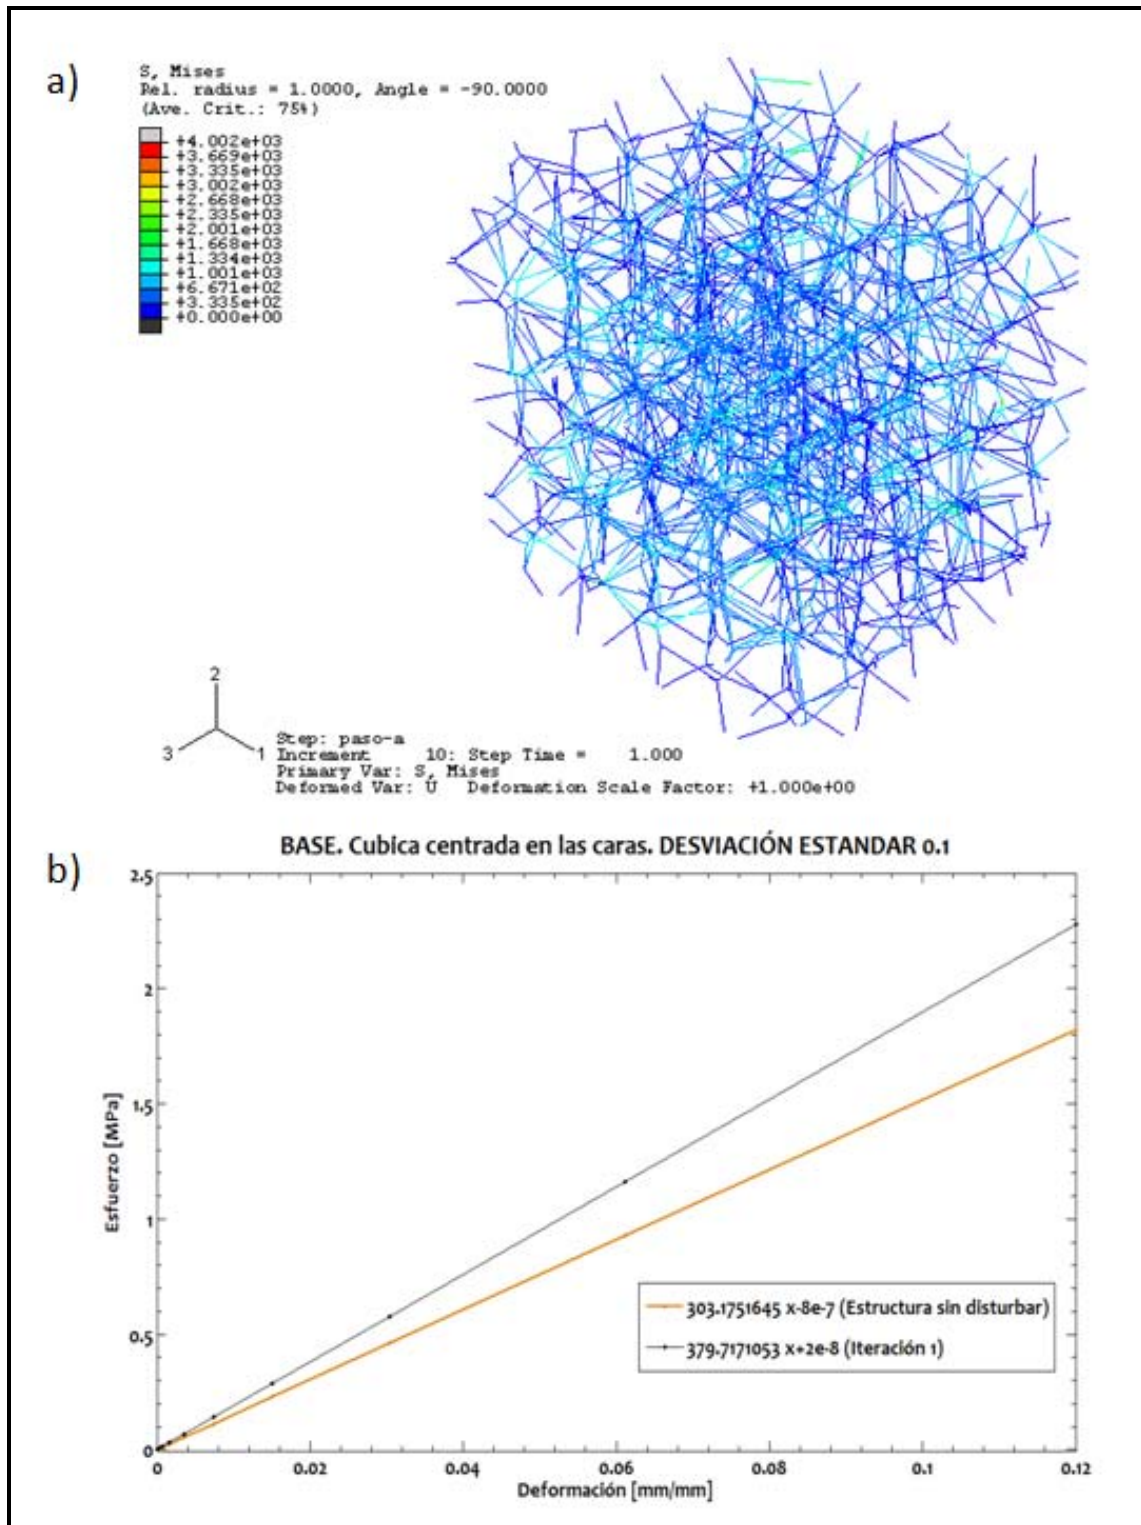 a)
S, Mises
Rel. radius = 1.0000, Angle = -90.0000
(Ave. Crit.: 75%)
+4.002e+03
+3.669e+03
+3.335e+03
+3.002e+03
+2.668e+03
+2.335e+03
+2.001e+03
+1.668e+03
+1.334e+03
+1.001e+03
+6.671e+02
+3.335e+02
+0.000e+00
2
3
1
Step: paso-a
Increment 10: Step Time = 1.000
Primary Var: S, Mises
Deformed Var: U Deformation Scale Factor: +1.000e+00
b)
BASE. Cubica centrada en las caras. DESVIACIÓN ESTANDAR 0.1
2.5
2
1.5
1
0.5
0
Esfuerzo [MPa]
303.1751645 x-8e-7 (Estructura sin disturbar)
379.7171053 x+2e-8 (Iteración 1)
0 0.02 0.04 0.06 0.08 0.1 0.12
Deformación [mm/mm]